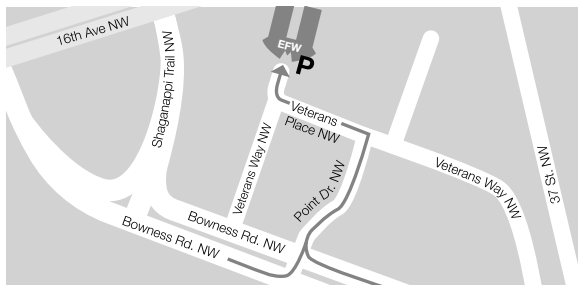 16th Ave NW
EFW
P
Shaganappi Trail NW
Veterans
Place NW
Veterans Way NW
Point Dr. NW
Veterans Way NW
37 St. NW
Bowness Rd. NW
Bowness Rd. NW